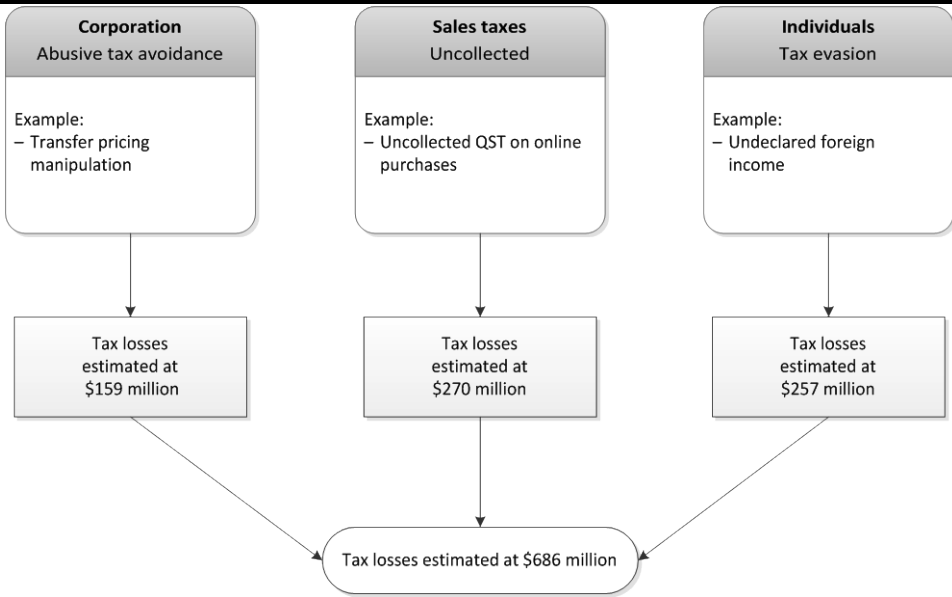 Corporation
Abusive tax avoidance
Example:
– Transfer pricing
manipulation
Sales taxes
Uncollected
Example:
– Uncollected QST on online
purchases
Individuals
Tax evasion
Example:
– Undeclared foreign
income
Tax losses
estimated at
$159 million
Tax losses
estimated at
$270 million
Tax losses
estimated at
$257 million
Tax losses estimated at $686 million